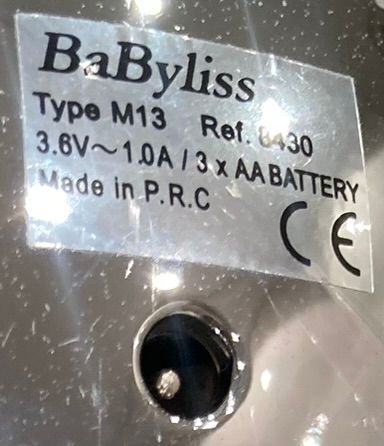 BaByliss
Type M13 Ref. 8430
3.6V~1.0A / 3 x AA BATTERY
Made in P.R.C
CE